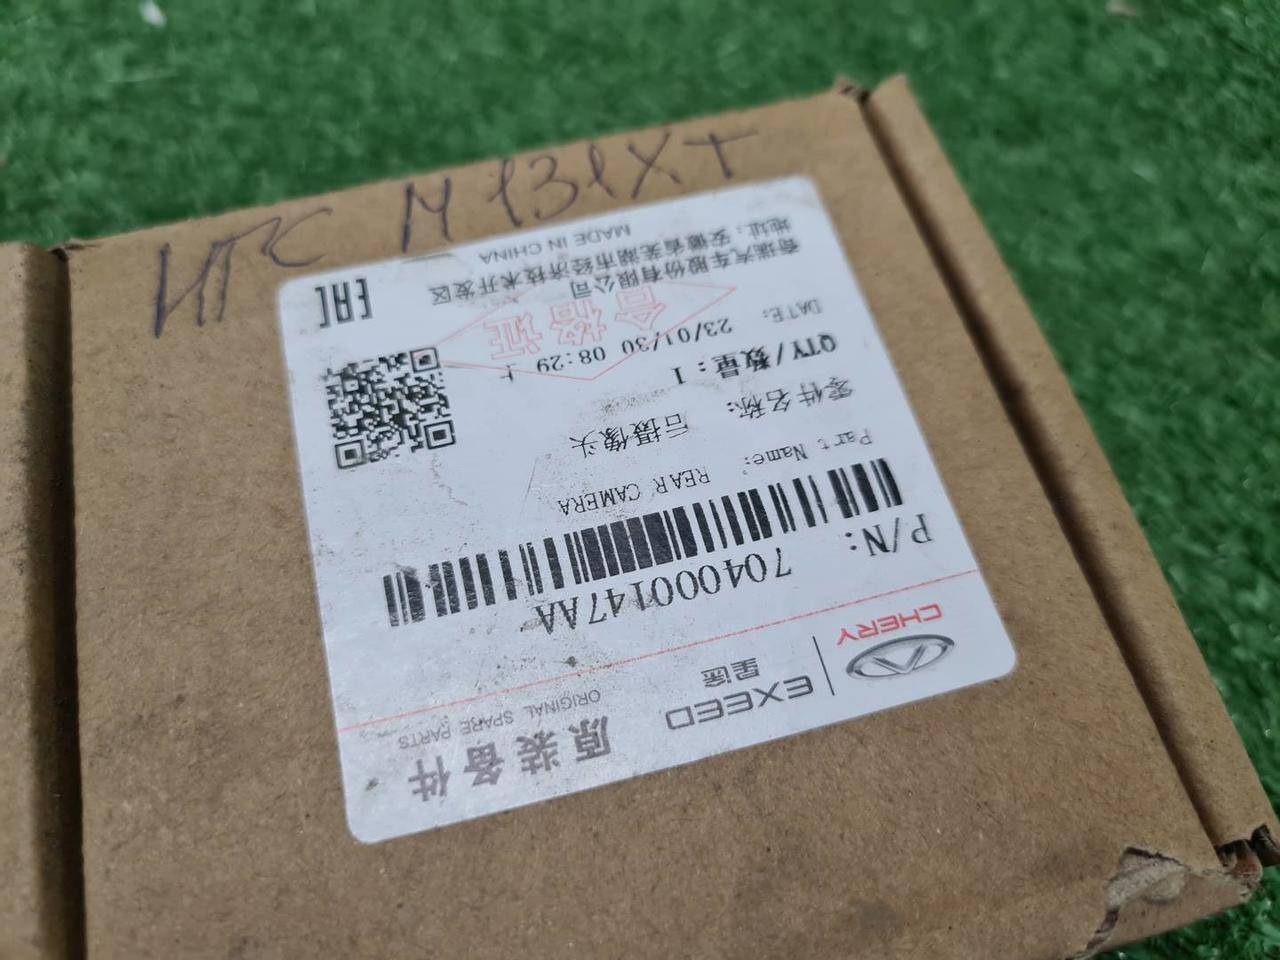 ИТС М131ХТ
CHERY
EXEED
星途
原装备件
ORIGINAL SPARE PARTS
P/N: 704000147AA
Part Name: REAR CAMERA
零件名称: 后摄像头
QTY/数量: 1
DATE: 23/01/30 08:29 上
合格证
奇瑞汽车股份有限公司
地址: 安徽省芜湖市经济技术开发区
MADE IN CHINA
EAC